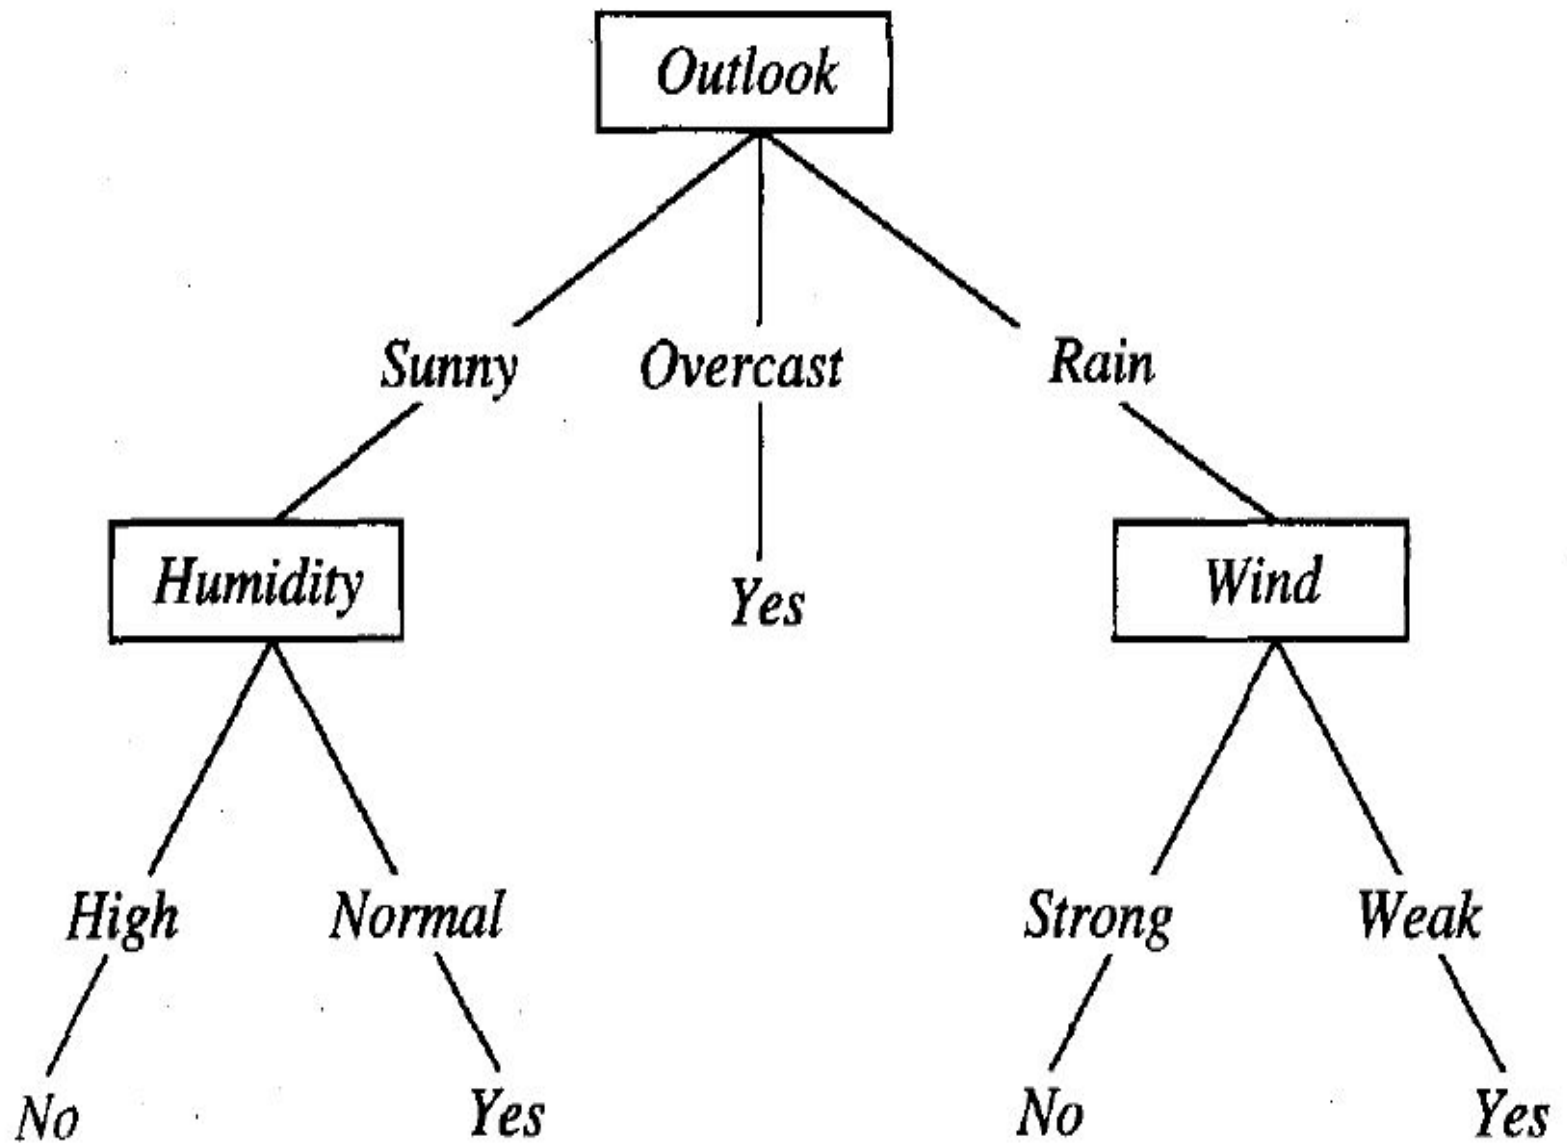 Outlook
Sunny Overcast Rain
Humidity Yes Wind
High Normal Strong Weak
No Yes No Yes